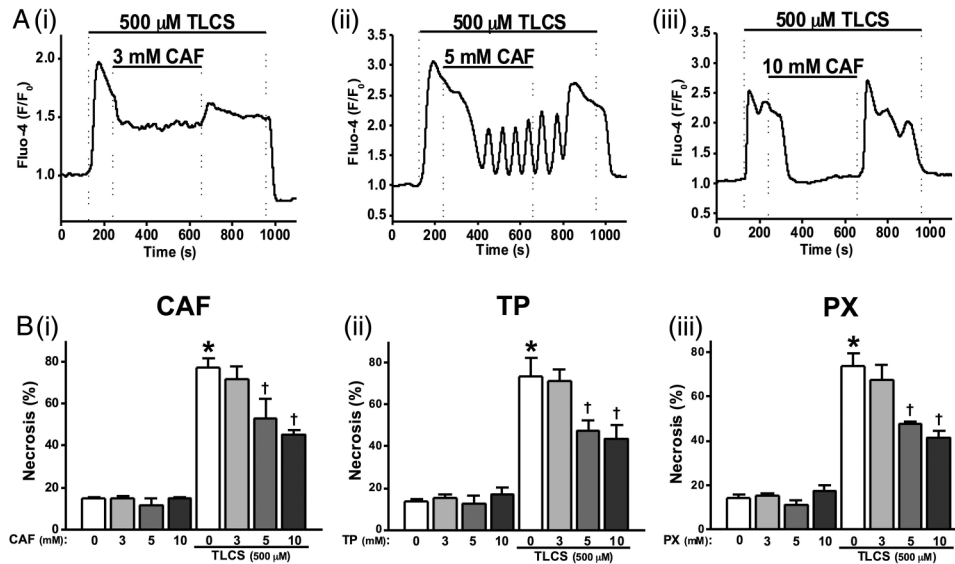 A (i) (ii) (iii)
500 µM TLCS 500 µM TLCS 500 µM TLCS
3 mM CAF 5 mM CAF 10 mM CAF
Fluo-4 (F/F0)
2.0
1.5
1.0
0 200 400 600 800 1000
Time (s)
Fluo-4 (F/F0)
3.5
3.0
2.5
2.0
1.5
1.0
0.5
0 200 400 600 800 1000
Time (s)
Fluo-4 (F/F0)
3.5
3.0
2.5
2.0
1.5
1.0
0.5
0 200 400 600 800 1000
Time (s)
CAF TP PX
B (i) (ii) (iii)
Necrosis (%)
80
60
40
20
0
* † †
CAF (mM): 0 3 5 10 0 3 5 10
TLCS (500 µM)
Necrosis (%)
80
60
40
20
0
* † †
TP (mM): 0 3 5 10 0 3 5 10
TLCS (500 µM)
Necrosis (%)
80
60
40
20
0
* † †
PX (mM): 0 3 5 10 0 3 5 10
TLCS (500 µM)